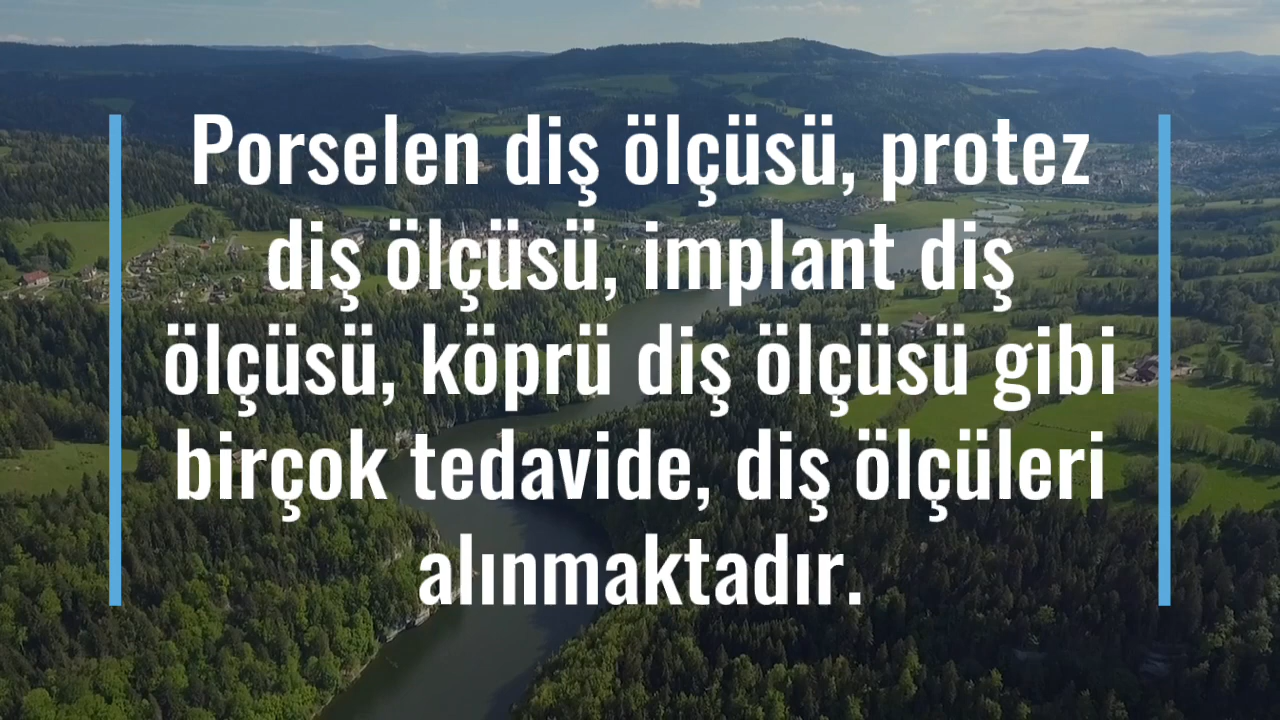 Porselen diş ölçüsü, protez
diş ölçüsü, implant diş
ölçüsü, köprü diş ölçüsü gibi
birçok tedavide, diş ölçüleri
alınmaktadır.